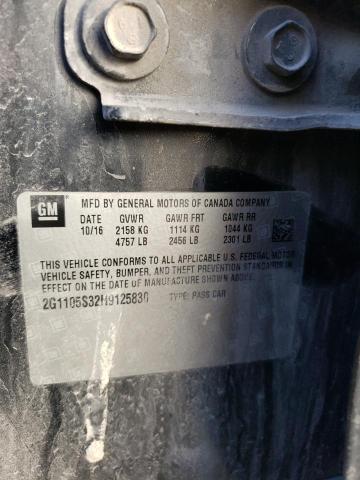 GM
MFD BY GENERAL MOTORS OF CANADA COMPANY
DATE GVWR GAWR FRT GAWR RR
10/16 2158 KG 1114 KG 1044 KG
4757 LB 2456 LB 2301 LB
THIS VEHICLE CONFORMS TO ALL APPLICABLE U.S. FEDERAL MOTOR
VEHICLE SAFETY, BUMPER, AND THEFT PREVENTION STANDARDS IN
EFFECT ON THE DATE OF MANUFACTURE SHOWN ABOVE.
2G1105S32H9125830 TYPE: PASS CAR